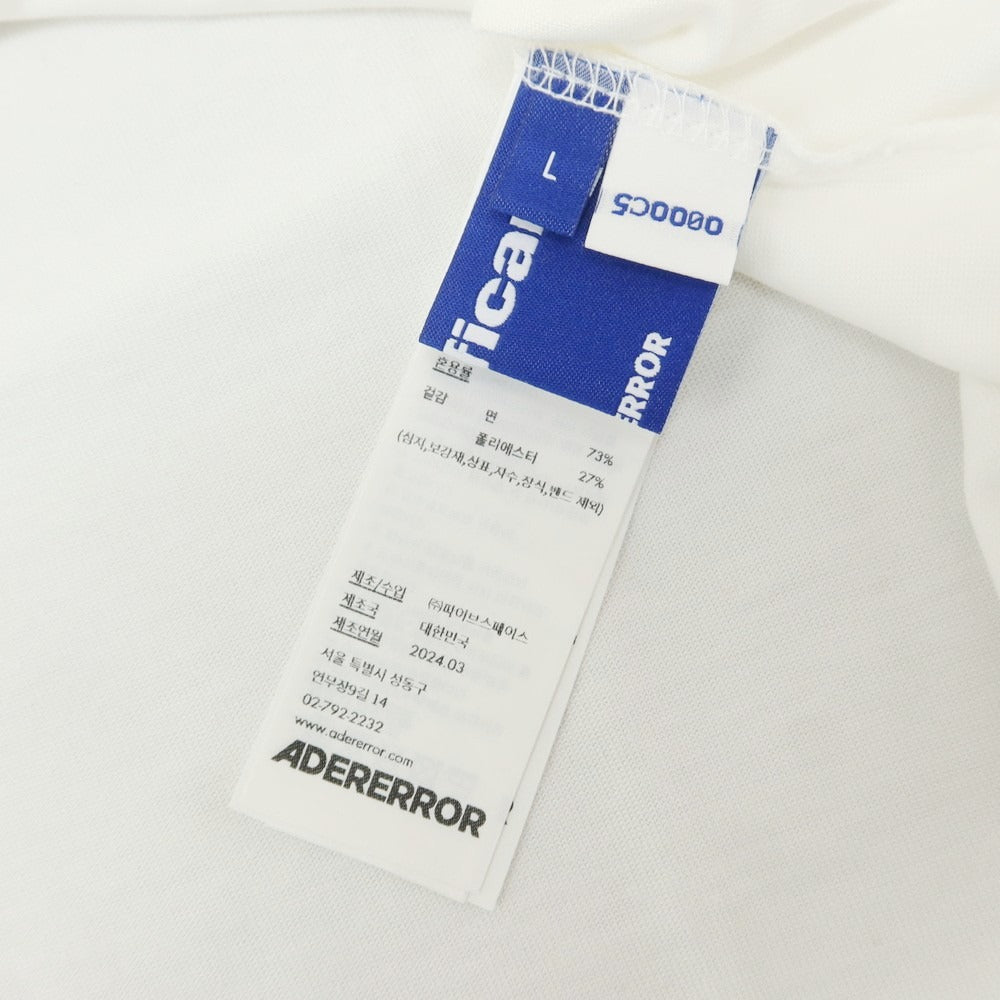 L
0000C5
fical
ERROR
순용률
겉감
면 73%
폴리에스터 27%
(심지,보강재,상표,자수,장식,밴드 제외)
제조/수입 ㈜파이브스페이스
제조국 대한민국
제조연월 2024.03
서울 특별시 성동구
연무장9길 14
02-792-2232
www.adererror.com
ADERERROR